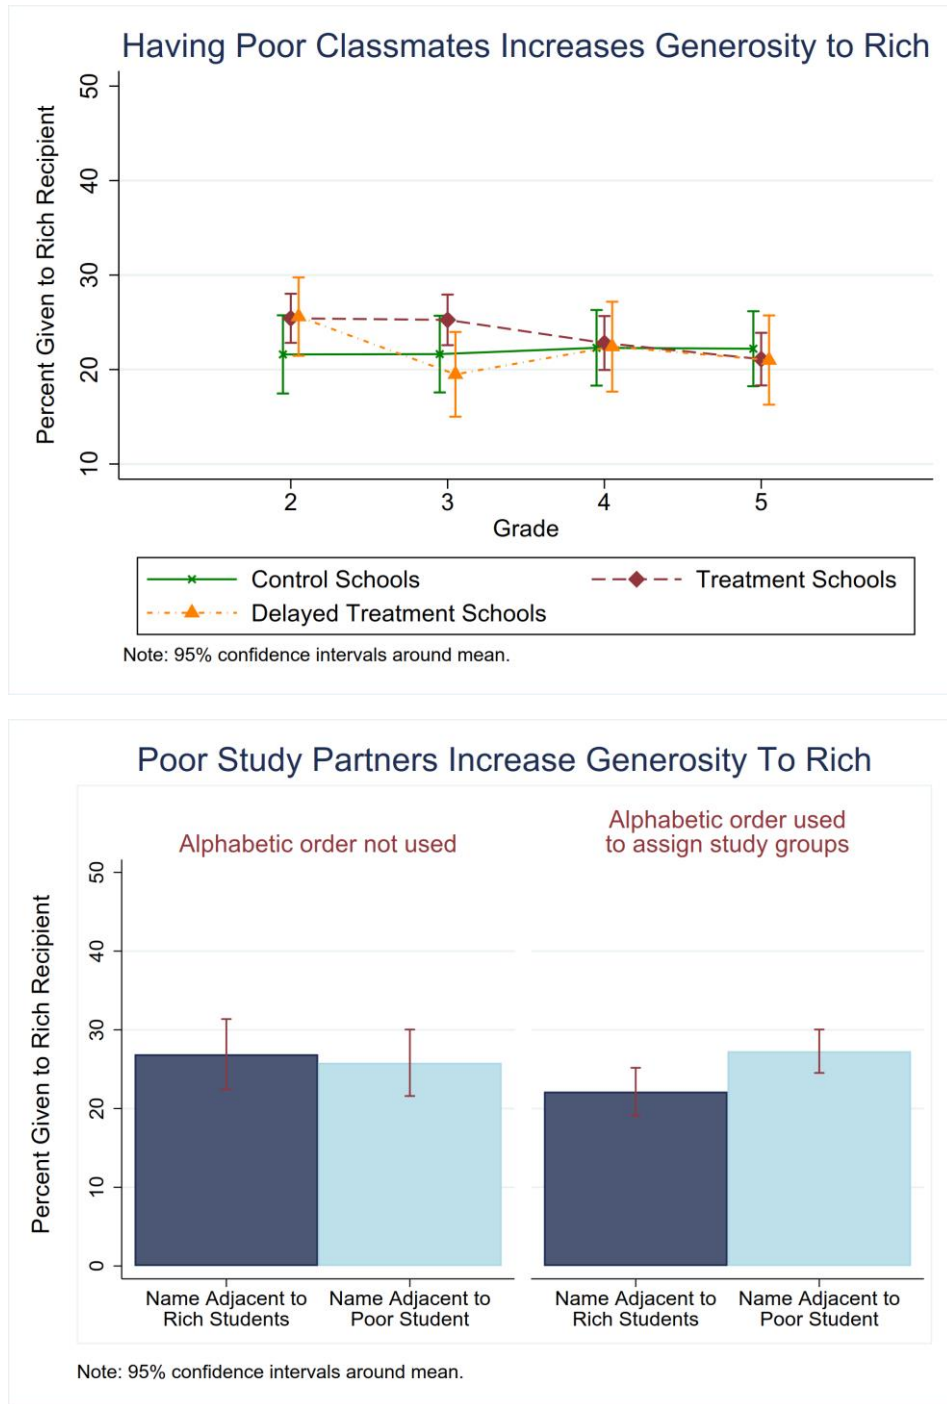 Having Poor Classmates Increases Generosity to Rich
Percent Given to Rich Recipient
50
40
30
20
10
2
3
4
5
Grade
Control Schools
Treatment Schools
Delayed Treatment Schools
Note: 95% confidence intervals around mean.
Poor Study Partners Increase Generosity To Rich
Alphabetic order not used
Alphabetic order used
to assign study groups
Percent Given to Rich Recipient
50
40
30
20
10
0
Name Adjacent to
Rich Students
Name Adjacent to
Poor Student
Name Adjacent to
Rich Students
Name Adjacent to
Poor Student
Note: 95% confidence intervals around mean.